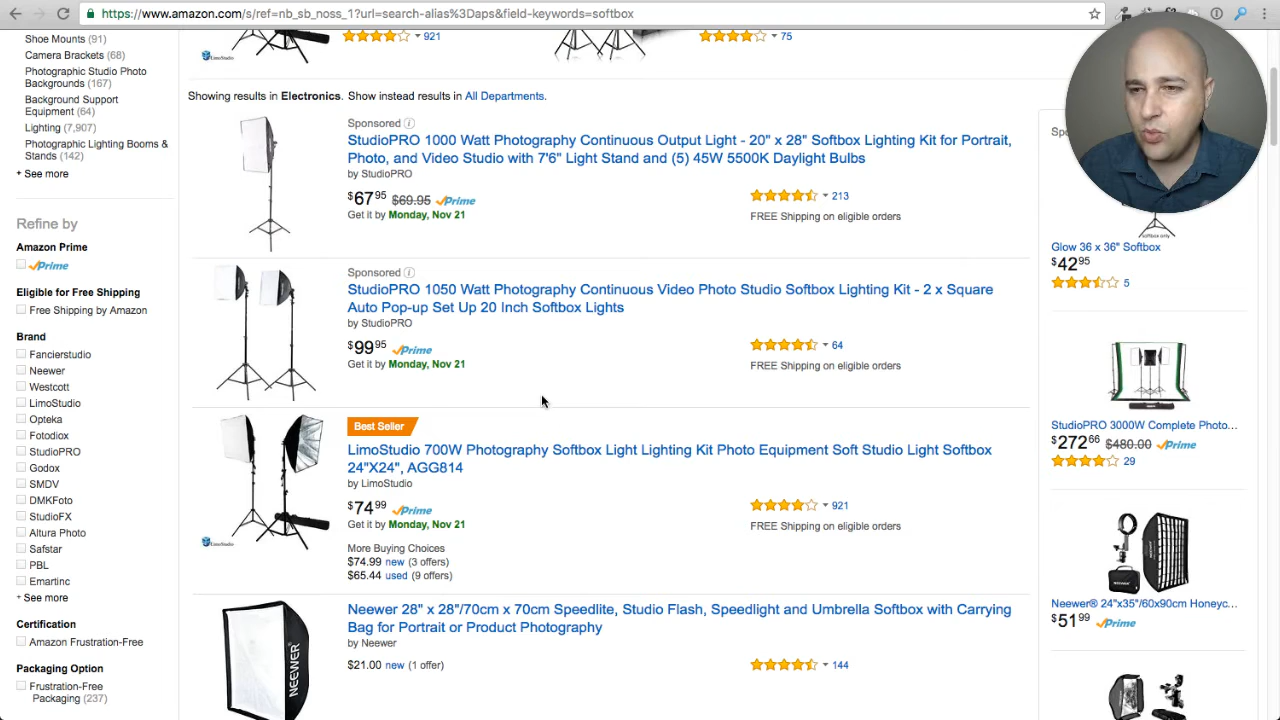 https://www.amazon.com/s/ref=nb_sb_noss_1?url=search-alias%3Daps&field-keywords=softbox
Shoe Mounts (91)
Camera Brackets (68)
Photographic Studio Photo
Backgrounds (167)
Background Support
Equipment (64)
Lighting (7,907)
Photographic Lighting Booms &
Stands (142)
+ See more
Refine by
Amazon Prime
Prime
Eligible for Free Shipping
Free Shipping by Amazon
Brand
Fancierstudio
Neewer
Westcott
LimoStudio
Opteka
Fotodiox
StudioPRO
Godox
SMDV
DMKFoto
StudioFX
Altura Photo
Safstar
PBL
Emartinc
+ See more
Certification
Amazon Frustration-Free
Packaging Option
Frustration-Free
Packaging (237)
LimoStudio
921
75
Showing results in Electronics. Show instead results in All Departments.
Sponsored
StudioPRO 1000 Watt Photography Continuous Output Light - 20" x 28" Softbox Lighting Kit for Portrait,
Photo, and Video Studio with 7'6" Light Stand and (5) 45W 5500K Daylight Bulbs
by StudioPRO
$67.95 $69.95 Prime
213
Get it by Monday, Nov 21
FREE Shipping on eligible orders
Sponsored
StudioPRO 1050 Watt Photography Continuous Video Photo Studio Softbox Lighting Kit - 2 x Square
Auto Pop-up Set Up 20 Inch Softbox Lights
by StudioPRO
$99.95 Prime
64
Get it by Monday, Nov 21
FREE Shipping on eligible orders
Best Seller
LimoStudio 700W Photography Softbox Light Lighting Kit Photo Equipment Soft Studio Light Softbox
24"X24", AGG814
by LimoStudio
$74.99 Prime
921
Get it by Monday, Nov 21
FREE Shipping on eligible orders
More Buying Choices
$74.99 new (3 offers)
$65.44 used (9 offers)
LimoStudio
Neewer 28" x 28"/70cm x 70cm Speedlite, Studio Flash, Speedlight and Umbrella Softbox with Carrying
Bag for Portrait or Product Photography
by Neewer
$21.00 new (1 offer)
144
NEEWER
softbox only
Glow 36 x 36" Softbox
$42.95
5
StudioPRO 3000W Complete Photo...
$272.66 $480.00 Prime
29
Neewer® 24"x35"/60x90cm Honeyc...
$51.99 Prime